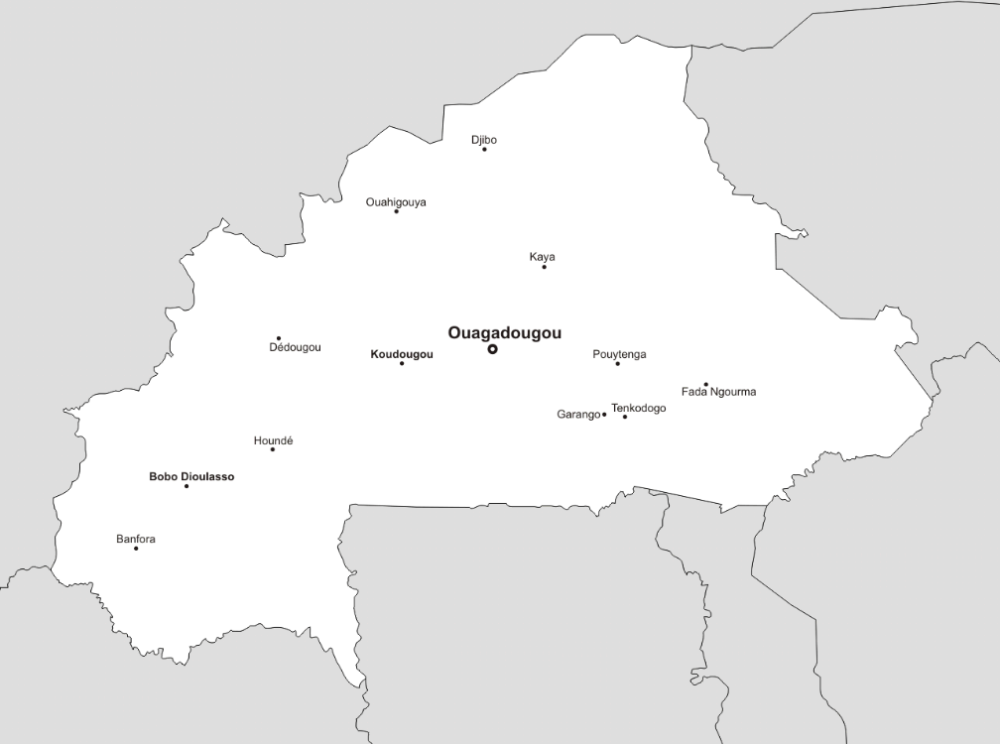 Djibo
Ouahigouya
Kaya
Ouagadougou
Dédougou
Koudougou
Pouytenga
Fada Ngourma
Garango
Tenkodogo
Houndé
Bobo Dioulasso
Banfora